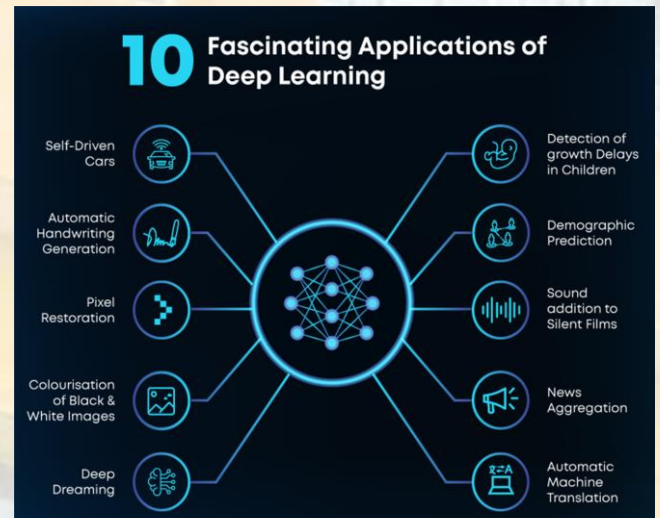 10 Fascinating Applications of
Deep Learning
Self-Driven
Cars
Automatic
Handwriting
Generation
Pixel
Restoration
Colourisation
of Black &
White Images
Deep
Dreaming
Detection of
growth Delays
in Children
Demographic
Prediction
Sound
addition to
Silent Films
News
Aggregation
Automatic
Machine
Translation